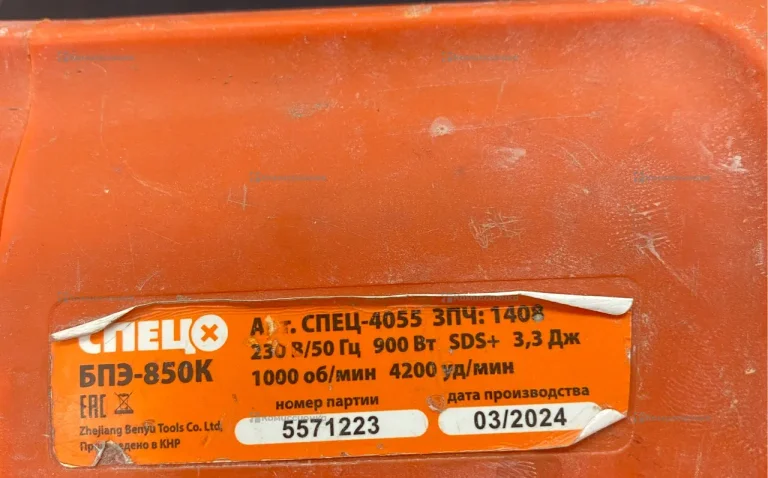 СПЕЦ
БПЭ-850К
EAC
Zhejiang Benyu Tools Co. Ltd,
Произведено в КНР
Арт. СПЕЦ-4055 ЗПЧ: 1408
230 В/50 Гц 900 Вт SDS+ 3,3 Дж
1000 об/мин 4200 уд/мин
номер партии
5571223
дата производства
03/2024